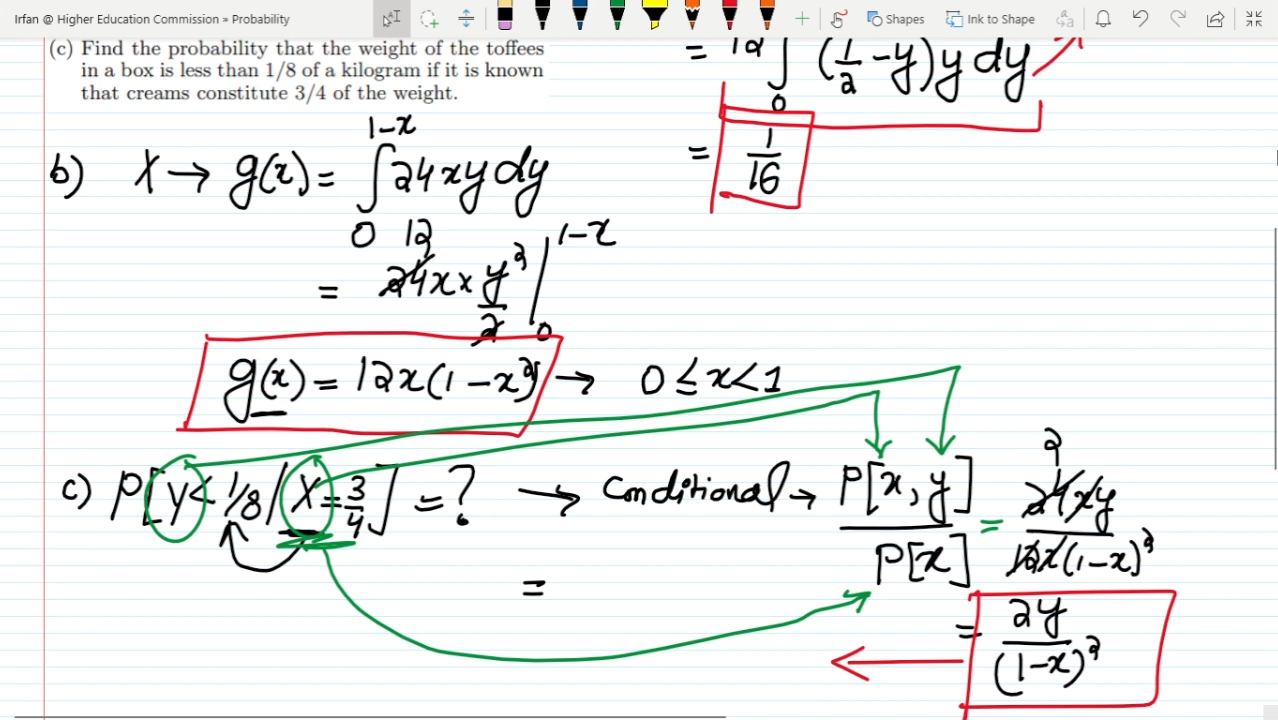 Irfan @ Higher Education Commission » Probability
Shapes
Ink to Shape
(c) Find the probability that the weight of the toffees
in a box is less than 1/8 of a kilogram if it is known
that creams constitute 3/4 of the weight.
= 12 ∫₀ (1/2 - y) y dy
= 1/16
b) X → g(x) = ∫₀^(1-x) 24xy dy
= 24x × y²/2 |₀^(1-x)
12
g(x) = 12x(1-x)² → 0 ≤ x < 1
c) P[y < 1/8 | X = 3/4] = ? → Conditional → P[x, y] / P[x] = 24xy / 12x(1-x)²
2
=
= 2y / (1-x)²